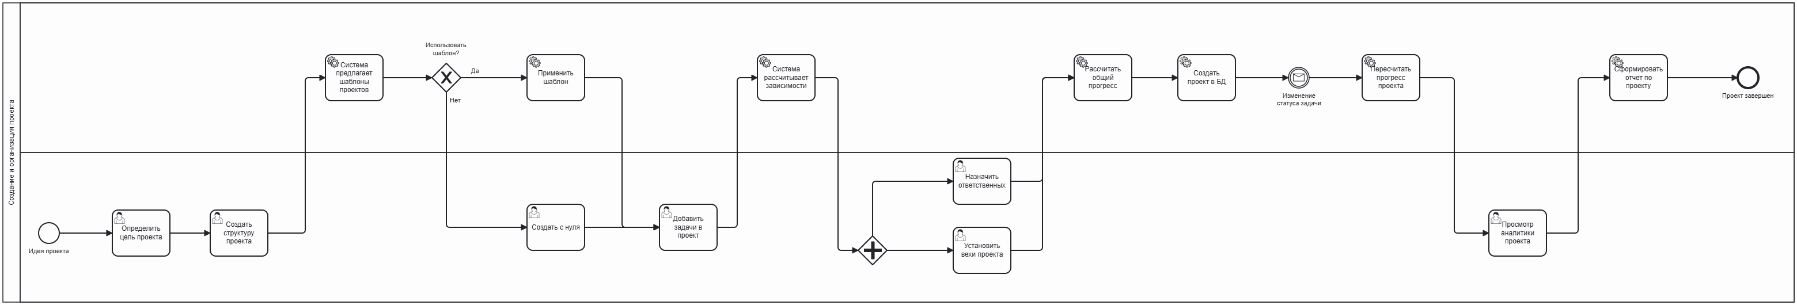 Создание и организация проекта
Идея проекта
Определить
цель проекта
Создать
структуру
проекта
Система
предлагает
шаблоны
проектов
Использовать
шаблон?
Да
Нет
Применить
шаблон
Создать с нуля
Добавить
задачи в
проект
Система
рассчитывает
зависимости
Назначить
ответственных
Установить
вехи проекта
Рассчитать
общий
прогресс
Создать
проект в БД
Изменение
статуса задачи
Пересчитать
прогресс
проекта
Просмотр
аналитики
проекта
Сформировать
отчет по
проекту
Проект завершен